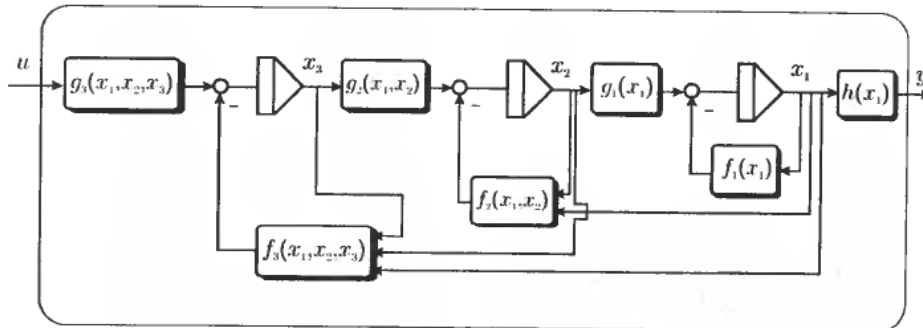 u
g₃(x₁,x₂,x₃)
−
x₃
g₂(x₁,x₂)
−
x₂
g₁(x₁)
−
x₁
h(x₁)
y
f₁(x₁)
f₂(x₁,x₂)
f₃(x₁,x₂,x₃)